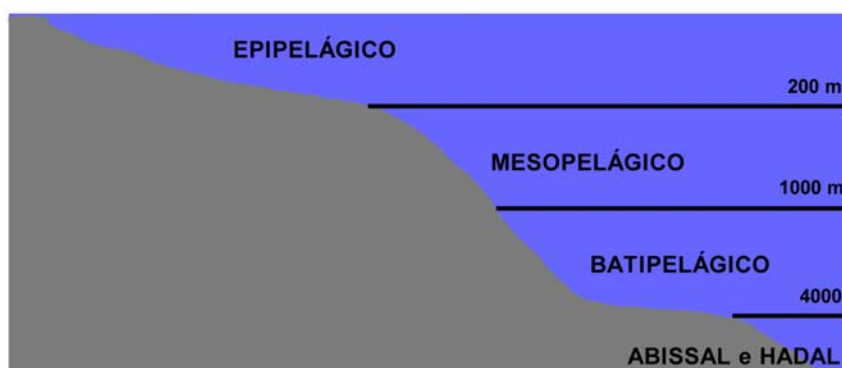 EPIPELÁGICO
200 m
MESOPELÁGICO
1000 m
BATIPELÁGICO
4000
ABISSAL e HADAL